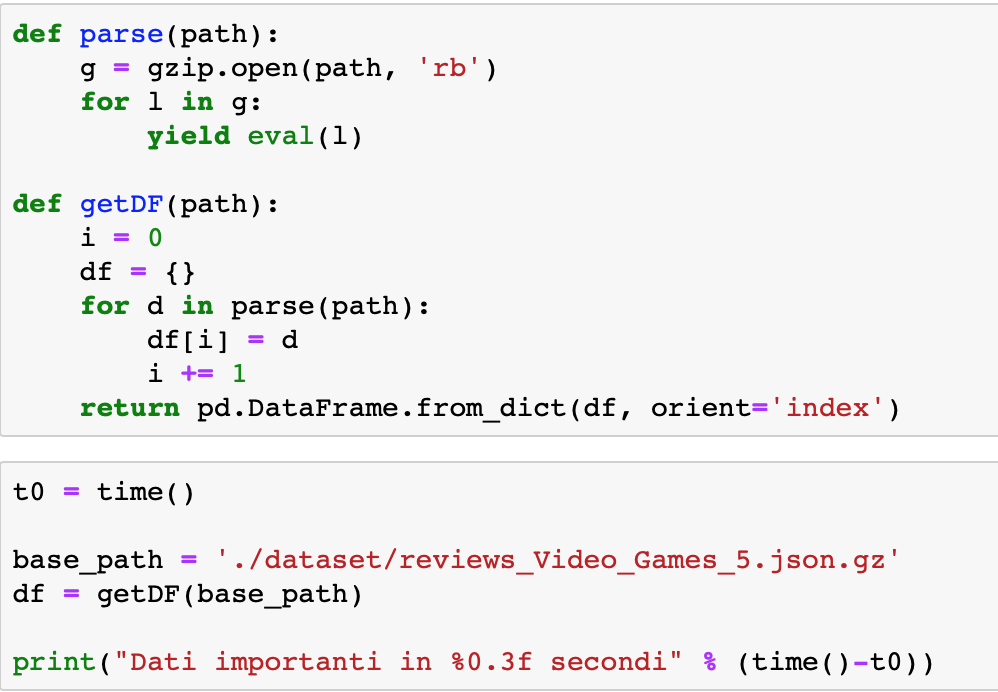 def parse(path):
    g = gzip.open(path, 'rb')
    for l in g:
        yield eval(l)

def getDF(path):
    i = 0
    df = {}
    for d in parse(path):
        df[i] = d
        i += 1
    return pd.DataFrame.from_dict(df, orient='index')

t0 = time()

base_path = './dataset/reviews_Video_Games_5.json.gz'
df = getDF(base_path)

print("Dati importanti in %0.3f secondi" % (time()-t0))